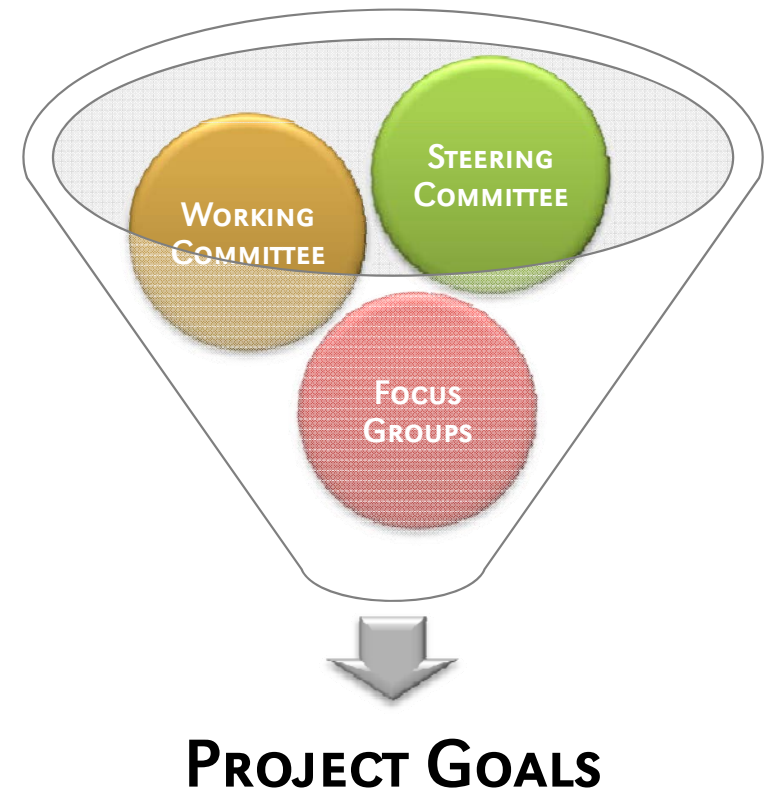 Steering
Committee
Working
Committee
Focus
Groups
Project Goals